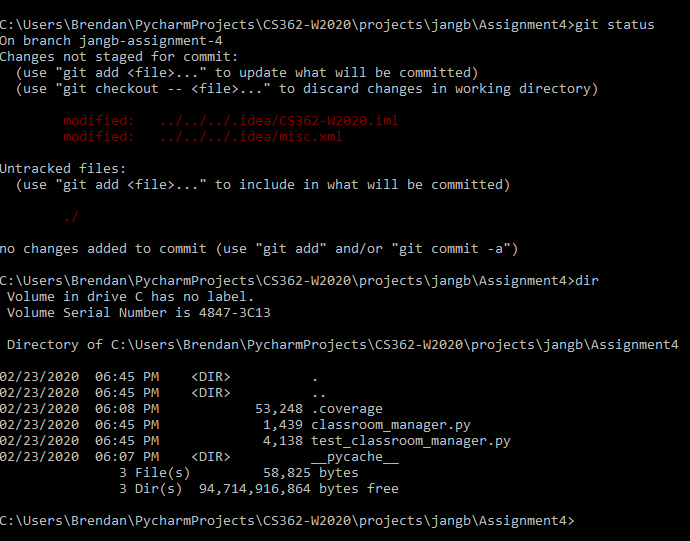 C:\Users\Brendan\PycharmProjects\CS362-W2020\projects\jangb\Assignment4>git status
On branch jangb-assignment-4
Changes not staged for commit:
  (use "git add <file>..." to update what will be committed)
  (use "git checkout -- <file>..." to discard changes in working directory)
        modified:   ../../../.idea/CS362-W2020.iml
        modified:   ../../../.idea/misc.xml
Untracked files:
  (use "git add <file>..." to include in what will be committed)
        ./
no changes added to commit (use "git add" and/or "git commit -a")
C:\Users\Brendan\PycharmProjects\CS362-W2020\projects\jangb\Assignment4>dir
 Volume in drive C has no label.
 Volume Serial Number is 4847-3C13
 Directory of C:\Users\Brendan\PycharmProjects\CS362-W2020\projects\jangb\Assignment4
02/23/2020  06:45 PM    <DIR>          .
02/23/2020  06:45 PM    <DIR>          ..
02/23/2020  06:08 PM            53,248 .coverage
02/23/2020  06:45 PM             1,439 classroom_manager.py
02/23/2020  06:45 PM             4,138 test_classroom_manager.py
02/23/2020  06:07 PM    <DIR>          __pycache__
               3 File(s)         58,825 bytes
               3 Dir(s)  94,714,916,864 bytes free
C:\Users\Brendan\PycharmProjects\CS362-W2020\projects\jangb\Assignment4>